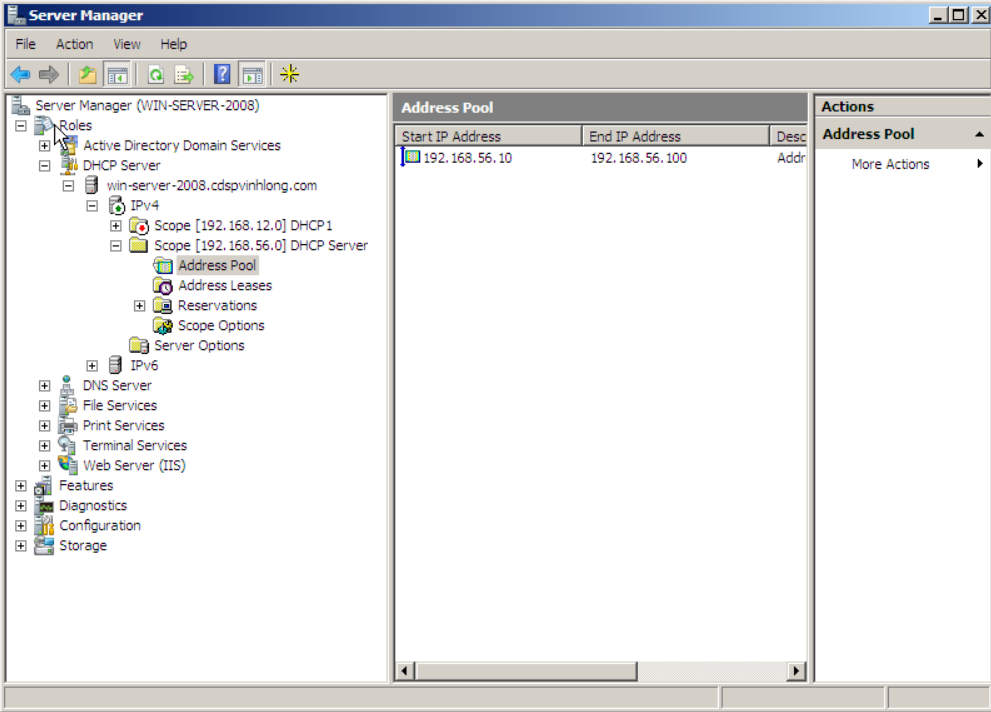 Server Manager
File Action View Help
Server Manager (WIN-SERVER-2008)
Roles
Active Directory Domain Services
DHCP Server
win-server-2008.cdspvinhlong.com
IPv4
Scope [192.168.12.0] DHCP1
Scope [192.168.56.0] DHCP Server
Address Pool
Address Leases
Reservations
Scope Options
Server Options
IPv6
DNS Server
File Services
Print Services
Terminal Services
Web Server (IIS)
Features
Diagnostics
Configuration
Storage
Address Pool
Start IP Address End IP Address Desc
192.168.56.10 192.168.56.100 Addr
Actions
Address Pool
More Actions